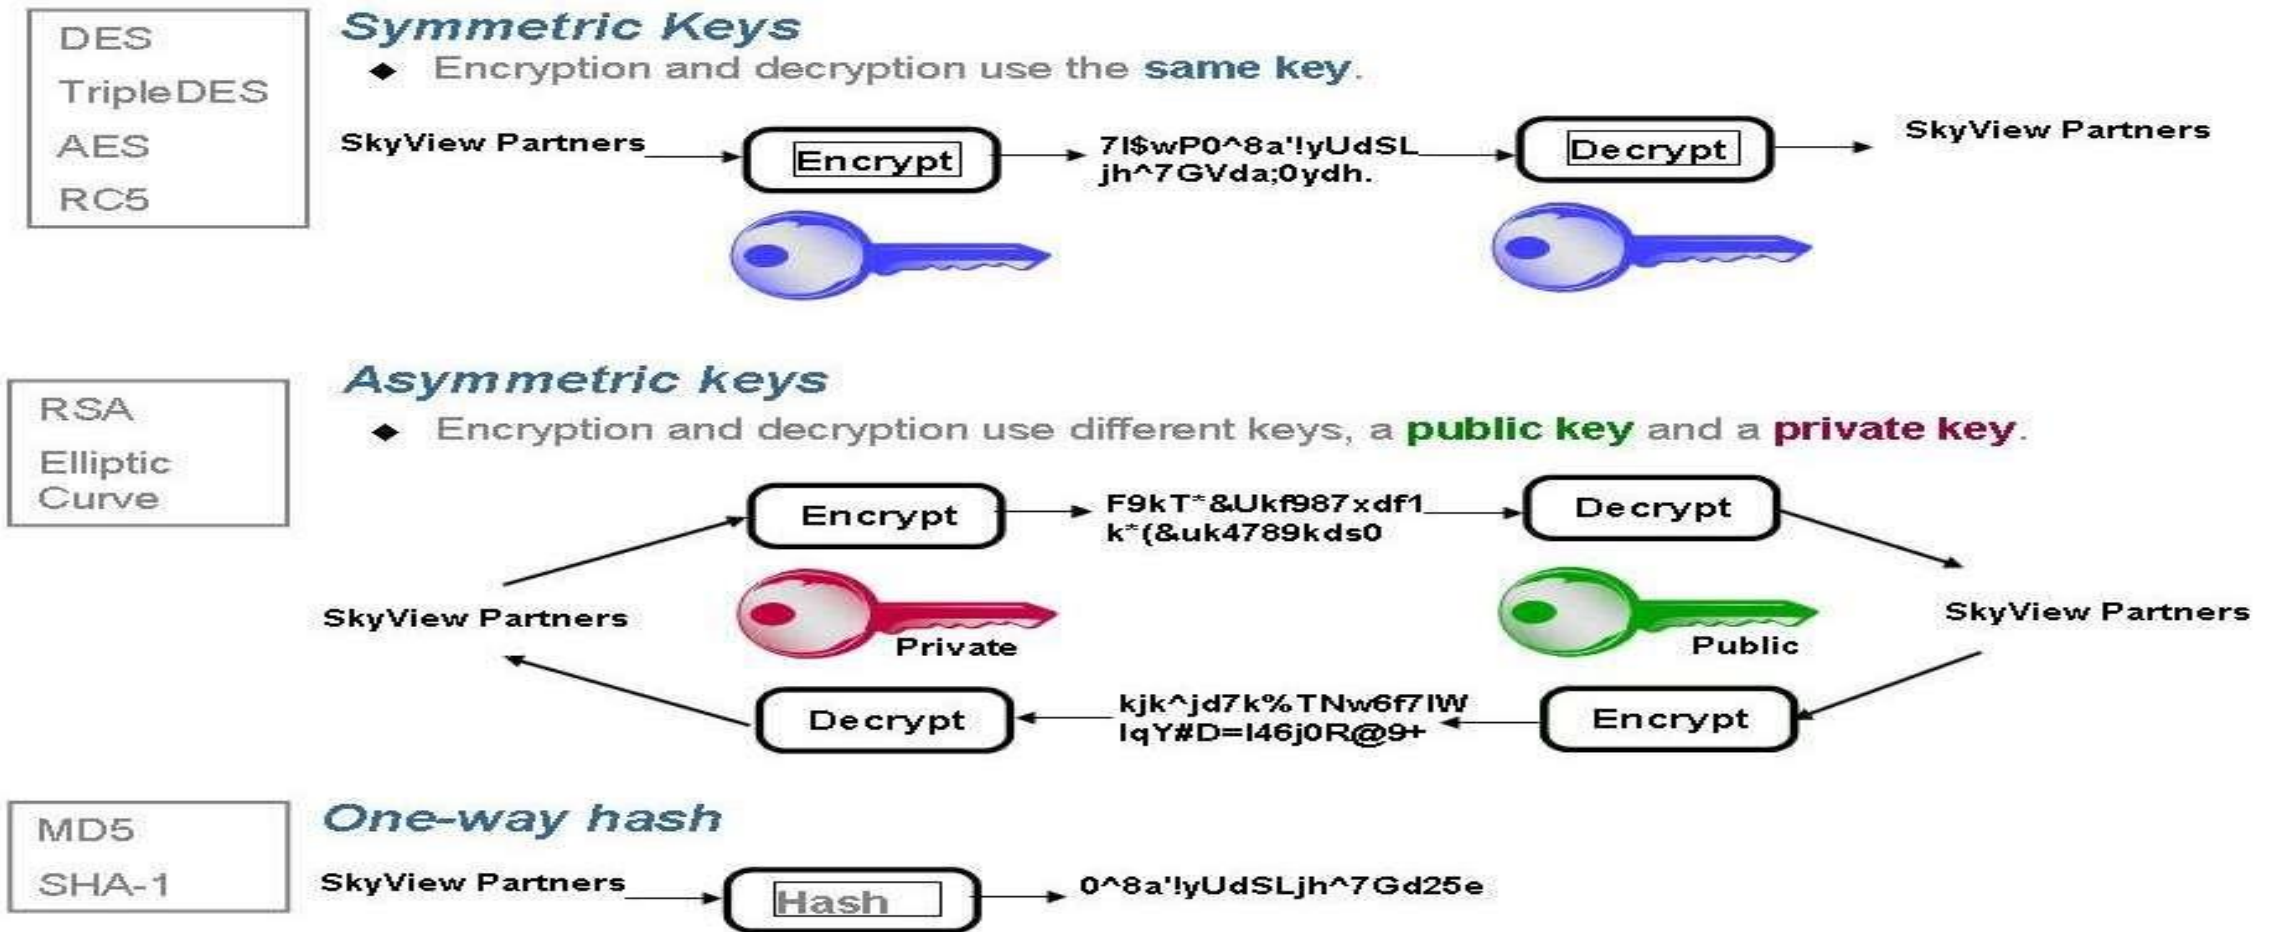 DES
TripleDES
AES
RC5
Symmetric Keys
Encryption and decryption use the same key.
SkyView Partners
Encrypt
7I$wP0^8a'!yUdSL
jh^7GVda;0ydh.
Decrypt
SkyView Partners
RSA
Elliptic
Curve
Asymmetric keys
Encryption and decryption use different keys, a public key and a private key.
Encrypt
F9kT*&Ukf987xdf1
k*(&uk4789kds0
Decrypt
SkyView Partners
Private
Public
SkyView Partners
Decrypt
kjk^jd7k%TNw6f7IW
IqY#D=I46j0R@9+
Encrypt
MD5
SHA-1
One-way hash
SkyView Partners
Hash
0^8a'!yUdSLjh^7Gd25e